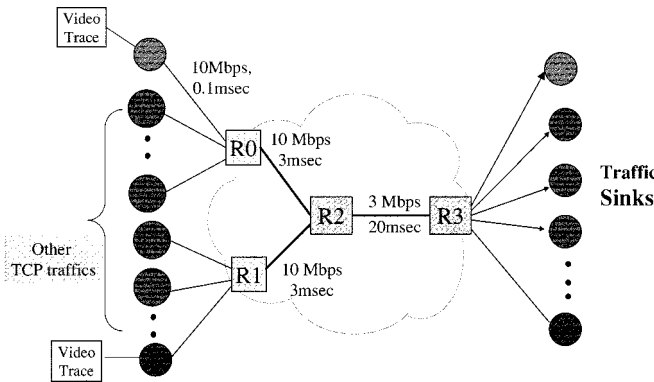 Video
Trace
10Mbps,
0.1msec
R0
10 Mbps
3msec
R2
3 Mbps
20msec
R3
Traffic
Sinks
Other
TCP traffics
R1
10 Mbps
3msec
Video
Trace